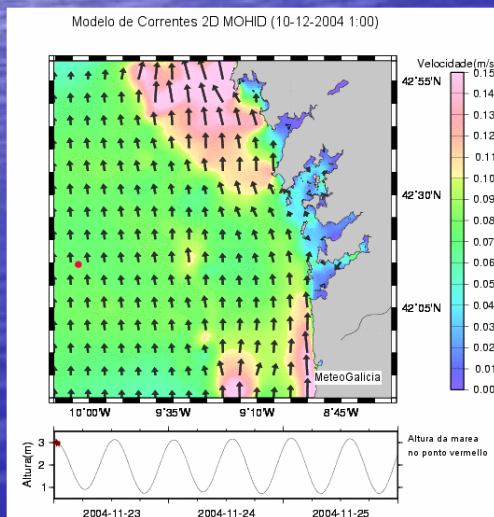 Modelo de Correntes 2D MOHID (10-12-2004 1:00)
Velocidade(m/s
0.15
0.14
0.13
0.12
0.11
0.10
0.09
0.08
0.07
0.06
0.05
0.04
0.03
0.02
0.01
0.00
42°55'N
42°30'N
42°05'N
MeteoGalicia
10°00'W
9°35'W
9°10'W
8°45'W
Altura(m)
3
2
1
Altura da marea
no ponto vermello
2004-11-23
2004-11-24
2004-11-25